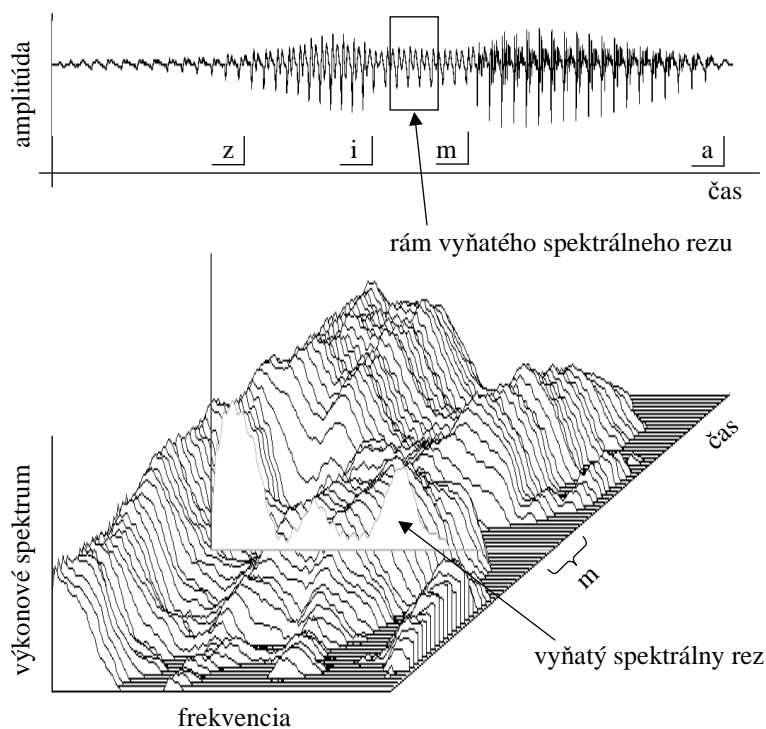 amplitúda
z
i
m
a
čas
rám vyňatého spektrálneho rezu
výkonové spektrum
čas
m
vyňatý spektrálny rez
frekvencia